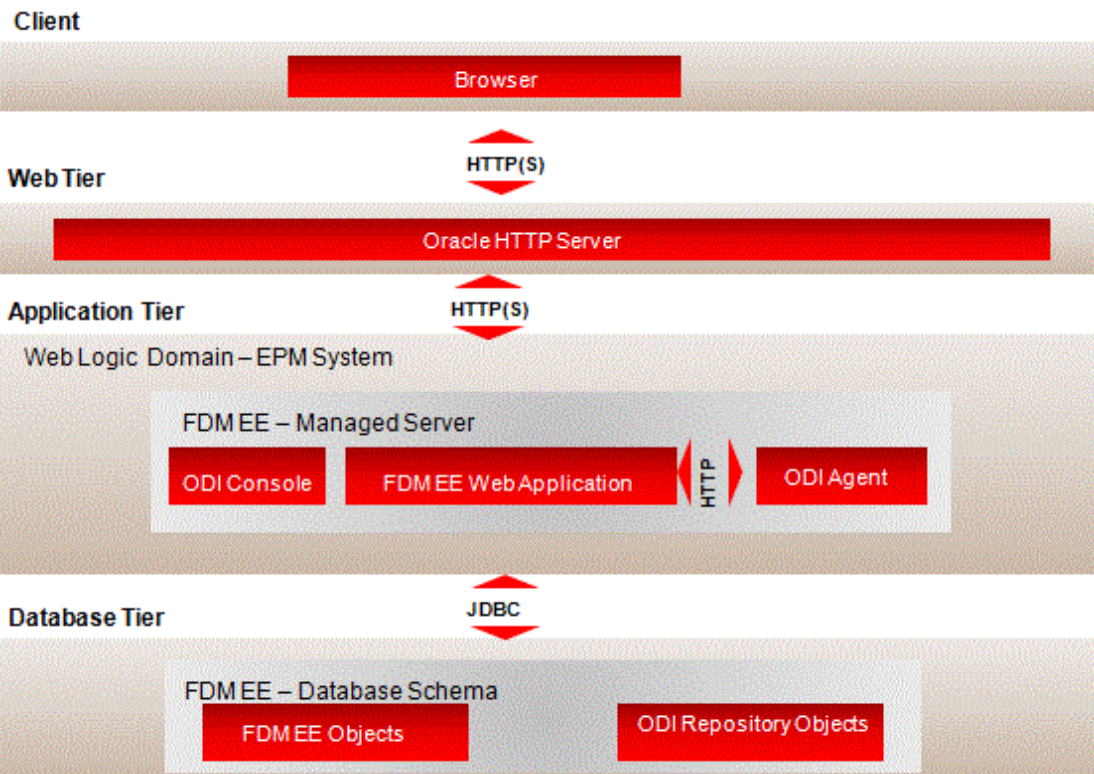 Client
Browser
HTTP(S)
Web Tier
Oracle HTTP Server
Application Tier
HTTP(S)
Web Logic Domain – EPM System
FDM EE – Managed Server
ODI Console
FDM EE Web Application
HTTP
ODI Agent
JDBC
Database Tier
FDM EE – Database Schema
FDM EE Objects
ODI Repository Objects